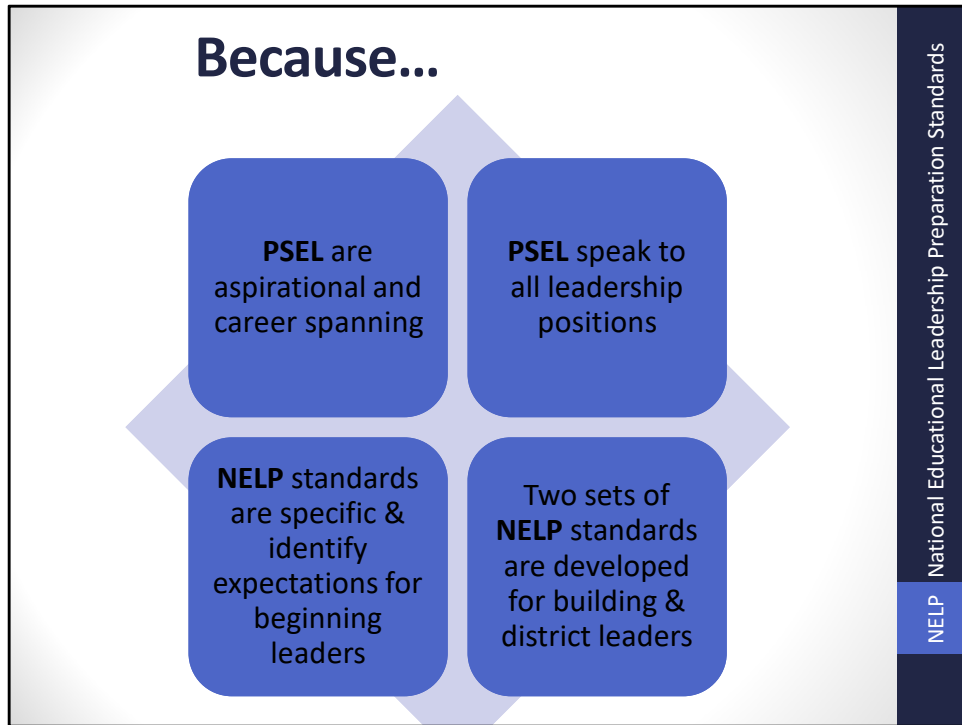 Because...
PSEL are
aspirational and
career spanning
PSEL speak to
all leadership
positions
NELP standards
are specific &
identify
expectations for
beginning
leaders
Two sets of
NELP standards
are developed
for building &
district leaders
NELP National Educational Leadership Preparation Standards